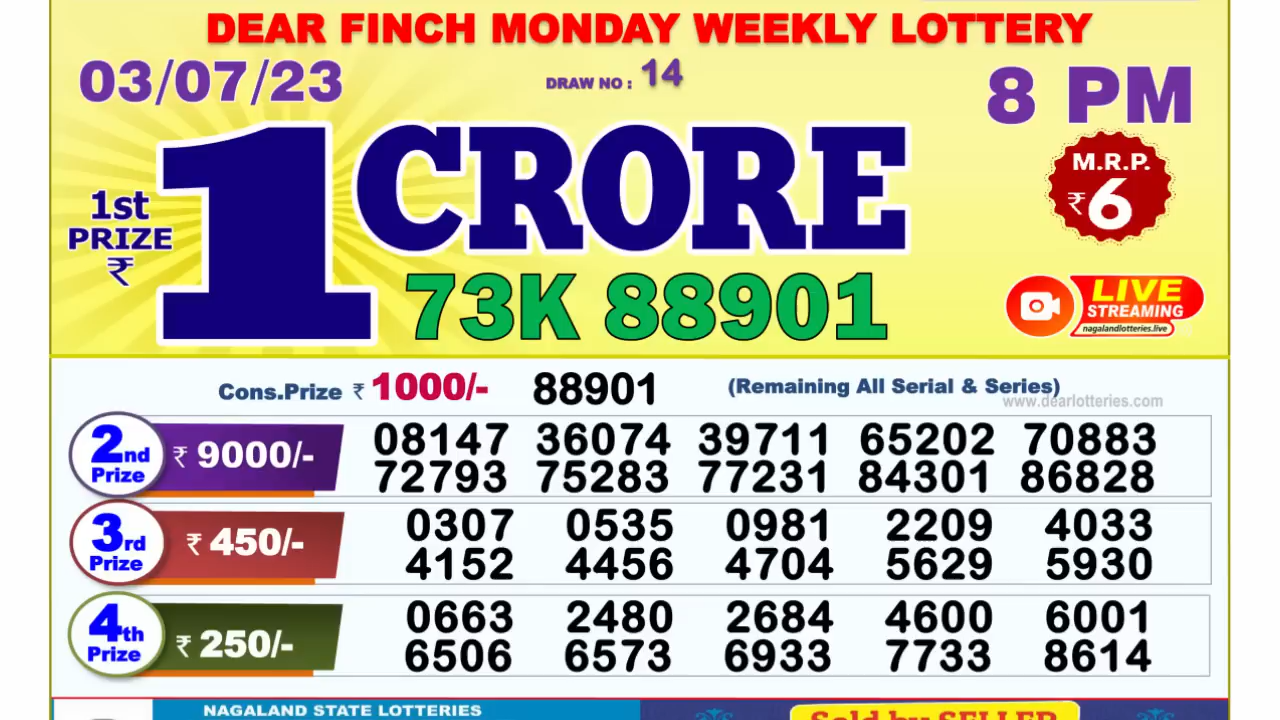 DEAR FINCH MONDAY WEEKLY LOTTERY
03/07/23
DRAW NO : 14
8 PM
1 CRORE
1st
PRIZE
₹
M.R.P.
₹ 6
73K 88901
LIVE
STREAMING
nagalandlotteries.live
Cons.Prize ₹ 1000/- 88901 (Remaining All Serial & Series)
www.dearlotteries.com
2nd Prize ₹ 9000/-
08147 36074 39711 65202 70883
72793 75283 77231 84301 86828
3rd Prize ₹ 450/-
0307 0535 0981 2209 4033
4152 4456 4704 5629 5930
4th Prize ₹ 250/-
0663 2480 2684 4600 6001
6506 6573 6933 7733 8614
NAGALAND STATE LOTTERIES
Sold by SELLER